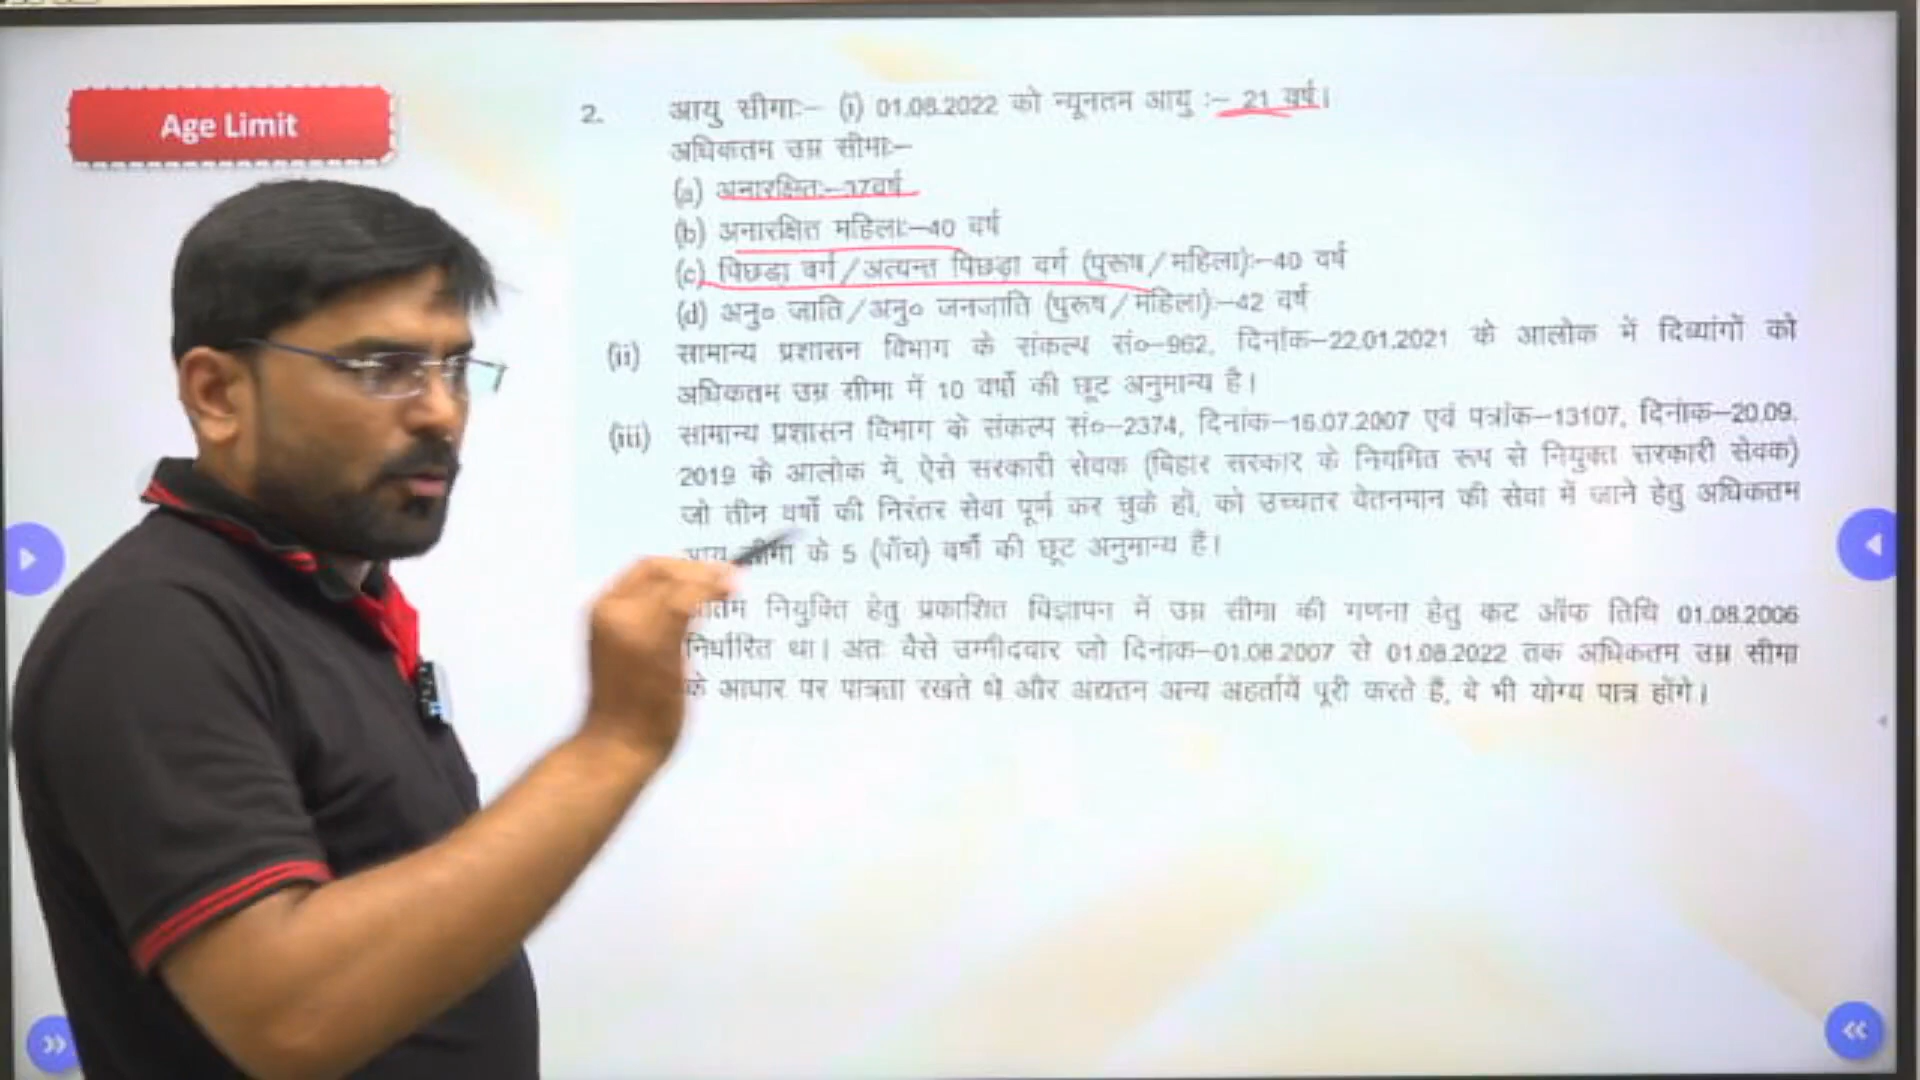 Age Limit
2. आयु सीमाः– (i) 01.08.2022 को न्यूनतम आयु :– 21 वर्ष।
अधिकतम उम्र सीमाः–
(a) अनारक्षितः–37वर्ष
(b) अनारक्षित महिलाः–40 वर्ष
(c) पिछड़ा वर्ग/अत्यन्त पिछड़ा वर्ग (पुरूष/महिला):–40 वर्ष
(d) अनु० जाति/अनु० जनजाति (पुरूष/महिला):–42 वर्ष
(ii) सामान्य प्रशासन विभाग के संकल्प सं०–962, दिनांक–22.01.2021 के आलोक में दिव्यांगों को
अधिकतम उम्र सीमा में 10 वर्षो की छूट अनुमान्य है।
(iii) सामान्य प्रशासन विभाग के संकल्प सं०–2374, दिनांक–16.07.2007 एवं पत्रांक–13107, दिनांक–20.09.
2019 के आलोक में, ऐसे सरकारी सेवक (बिहार सरकार के नियमित रूप से नियुक्त सरकारी सेवक)
जो तीन वर्षो की निरंतर सेवा पूर्ण कर चुके हों, को उच्चतर वेतनमान की सेवा में जाने हेतु अधिकतम
सीमा के 5 (पाँच) वर्षो की छूट अनुमान्य है।
नियुक्ति हेतु प्रकाशित विज्ञापन में उम्र सीमा की गणना हेतु कट ऑफ तिथि 01.08.2006
निर्धारित था। अतः वैसे उम्मीदवार जो दिनांक–01.08.2007 से 01.08.2022 तक अधिकतम उम्र सीमा
के आधार पर पात्रता रखते थे और अद्यतन अन्य अहर्तायें पूरी करते हैं, वे भी योग्य पात्र होंगे।